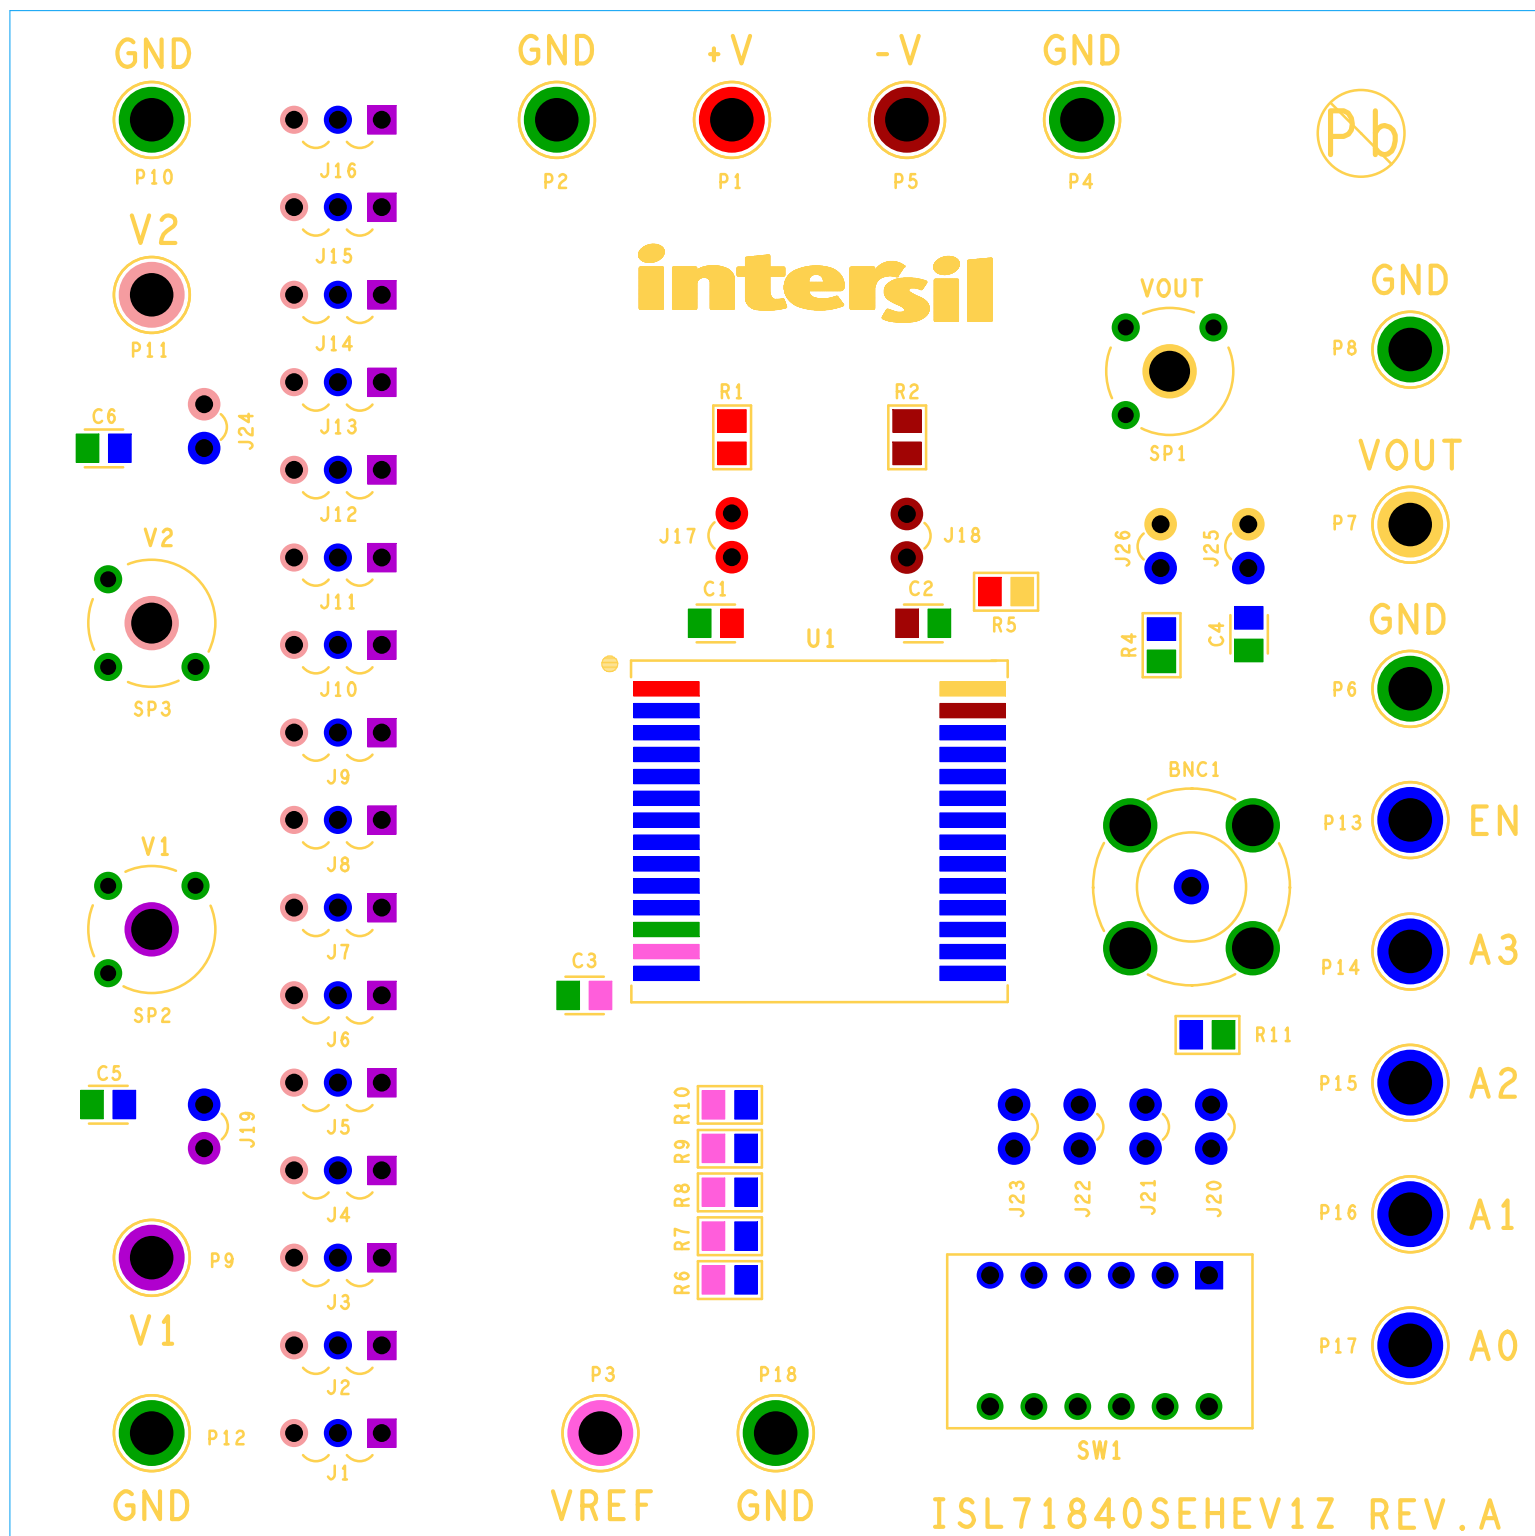 GND
GND
+V
-V
GND
Pb
P10
J16
P2
P1
P5
P4
V2
J15
intersil
VOUT
GND
P11
J14
P8
R1
R2
C6
J24
J13
SP1
VOUT
J12
P7
V2
J17
J18
J26
J25
J11
C1
C2
R5
R4
C4
U1
GND
J10
P6
SP3
J9
BNC1
P13
EN
V1
J8
J7
C3
P14
A3
SP2
J6
R11
C5
J19
J5
R10
R9
R8
R7
R6
P15
A2
J23
J22
J21
J20
J4
P16
A1
P9
J3
V1
P17
A0
J2
P3
P18
P12
J1
SW1
GND
VREF
GND
ISL71840SEHEV1Z REV.A